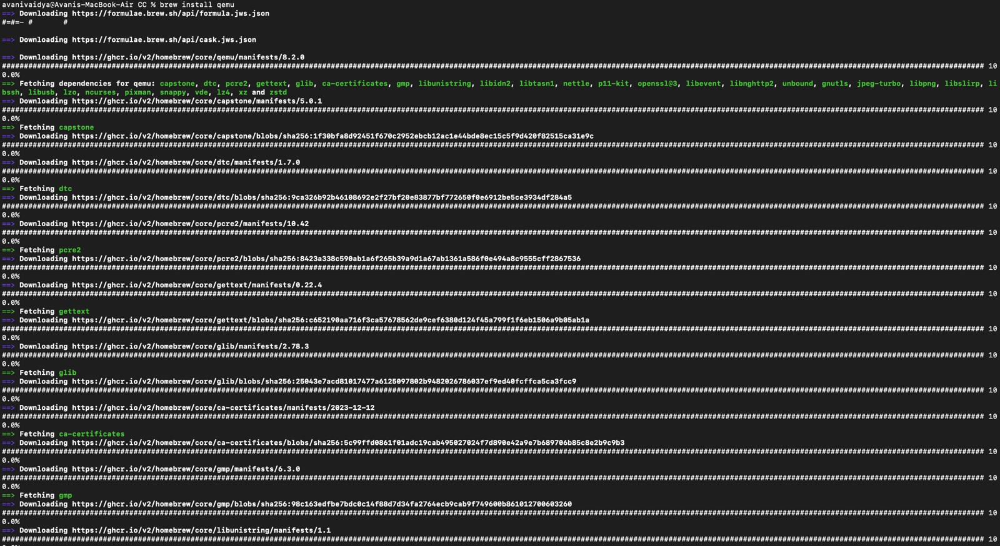 avanivaidya@Avanis-MacBook-Air CC % brew install qemu
==> Downloading https://formulae.brew.sh/api/formula.jws.json
#=#=- #       #
==> Downloading https://formulae.brew.sh/api/cask.jws.json
==> Downloading https://ghcr.io/v2/homebrew/core/qemu/manifests/8.2.0
######################################################################## 10
0.0%
==> Fetching dependencies for qemu: capstone, dtc, pcre2, gettext, glib, ca-certificates, gmp, libunistring, libidn2, libtasn1, nettle, p11-kit, openssl@3, libevent, libnghttp2, unbound, gnutls, jpeg-turbo, libpng, libslirp, li
bssh, libusb, lzo, ncurses, pixman, snappy, vde, lz4, xz and zstd
==> Downloading https://ghcr.io/v2/homebrew/core/capstone/manifests/5.0.1
######################################################################## 10
0.0%
==> Fetching capstone
==> Downloading https://ghcr.io/v2/homebrew/core/capstone/blobs/sha256:1f30bfa8d92451f670c2952ebcb12ac1e44bde8ec15c5f9d420f82515ca31e9c
######################################################################## 10
0.0%
==> Downloading https://ghcr.io/v2/homebrew/core/dtc/manifests/1.7.0
######################################################################## 10
0.0%
==> Fetching dtc
==> Downloading https://ghcr.io/v2/homebrew/core/dtc/blobs/sha256:9ca326b92b46108692e2f27bf20e83877bf772650f0e6912be5ce3934df284a5
######################################################################## 10
0.0%
==> Downloading https://ghcr.io/v2/homebrew/core/pcre2/manifests/10.42
######################################################################## 10
0.0%
==> Fetching pcre2
==> Downloading https://ghcr.io/v2/homebrew/core/pcre2/blobs/sha256:8423a338c590ab1a6f265b39a9d1a67ab1361a586f0e494a8c9555cff2867536
######################################################################## 10
0.0%
==> Downloading https://ghcr.io/v2/homebrew/core/gettext/manifests/0.22.4
######################################################################## 10
0.0%
==> Fetching gettext
==> Downloading https://ghcr.io/v2/homebrew/core/gettext/blobs/sha256:c652190aa716f3ca57678562de9cef6380d124f45a799f1f6eb1506a9b05ab1a
######################################################################## 10
0.0%
==> Downloading https://ghcr.io/v2/homebrew/core/glib/manifests/2.78.3
######################################################################## 10
0.0%
==> Fetching glib
==> Downloading https://ghcr.io/v2/homebrew/core/glib/blobs/sha256:25043e7acd81017477a6125097802b9482026786037ef9ed40fcffca5ca3fcc9
######################################################################## 10
0.0%
==> Downloading https://ghcr.io/v2/homebrew/core/ca-certificates/manifests/2023-12-12
######################################################################## 10
0.0%
==> Fetching ca-certificates
==> Downloading https://ghcr.io/v2/homebrew/core/ca-certificates/blobs/sha256:5c99ffd0861f01adc19cab495027024f7d890e42a9e7b689706b85c8e2b9c9b3
######################################################################## 10
0.0%
==> Downloading https://ghcr.io/v2/homebrew/core/gmp/manifests/6.3.0
######################################################################## 10
0.0%
==> Fetching gmp
==> Downloading https://ghcr.io/v2/homebrew/core/gmp/blobs/sha256:98c163edfbe7bdc0c14f88d7d34fa2764ecb9cab9f749600b861012700603260
######################################################################## 10
0.0%
==> Downloading https://ghcr.io/v2/homebrew/core/libunistring/manifests/1.1
######################################################################## 10